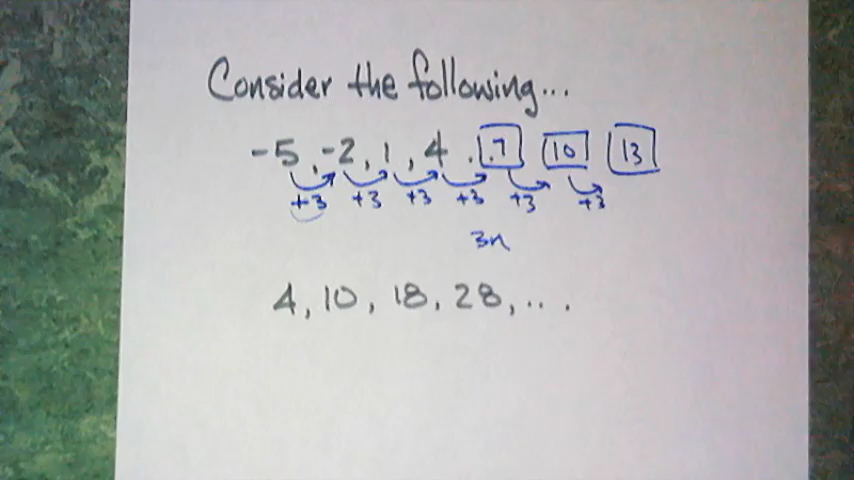 Consider the following...
-5, -2, 1, 4 . . 7 10 13
+3 +3 +3 +3 +3 +3
3n
4, 10, 18, 28, ... .